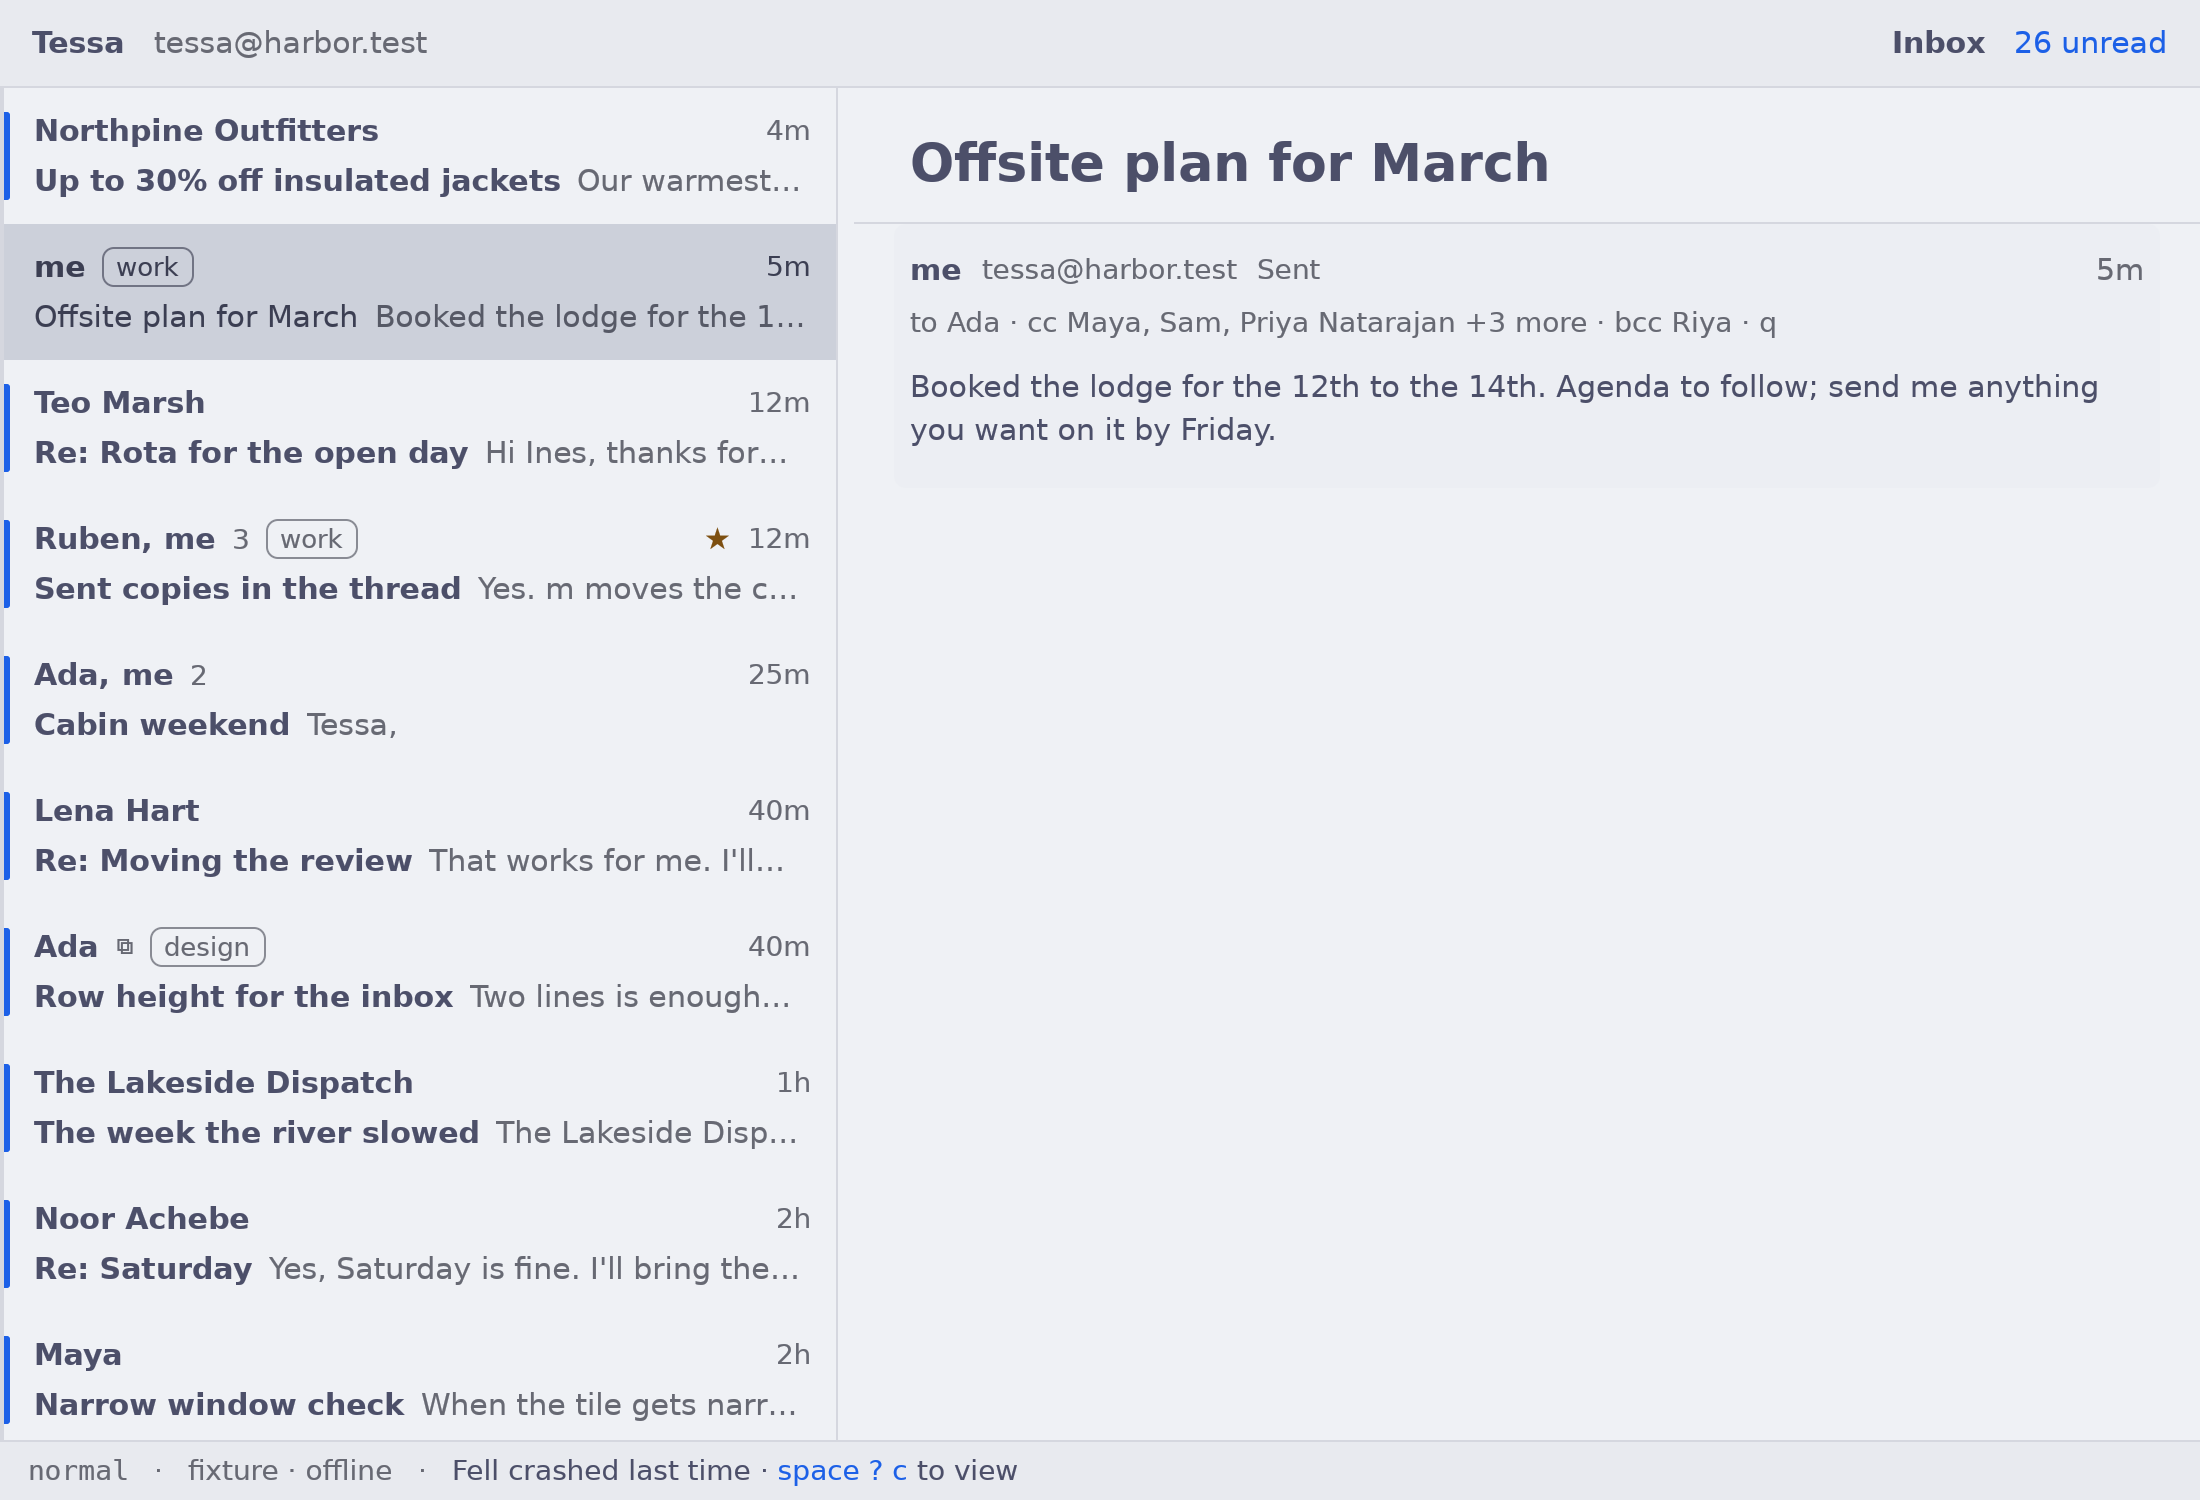 Tessa tessa@harbor.test
Inbox 26 unread
Northpine Outfitters 4m
Up to 30% off insulated jackets Our warmest…
me work 5m
Offsite plan for March Booked the lodge for the 1…
Teo Marsh 12m
Re: Rota for the open day Hi Ines, thanks for…
Ruben, me 3 work ★ 12m
Sent copies in the thread Yes. m moves the c…
Ada, me 2 25m
Cabin weekend Tessa,
Lena Hart 40m
Re: Moving the review That works for me. I'll…
Ada design 40m
Row height for the inbox Two lines is enough…
The Lakeside Dispatch 1h
The week the river slowed The Lakeside Disp…
Noor Achebe 2h
Re: Saturday Yes, Saturday is fine. I'll bring the…
Maya 2h
Narrow window check When the tile gets narr…
Offsite plan for March
me tessa@harbor.test Sent 5m
to Ada · cc Maya, Sam, Priya Natarajan +3 more · bcc Riya · q
Booked the lodge for the 12th to the 14th. Agenda to follow; send me anything
you want on it by Friday.
normal · fixture · offline · Fell crashed last time · space ? c to view